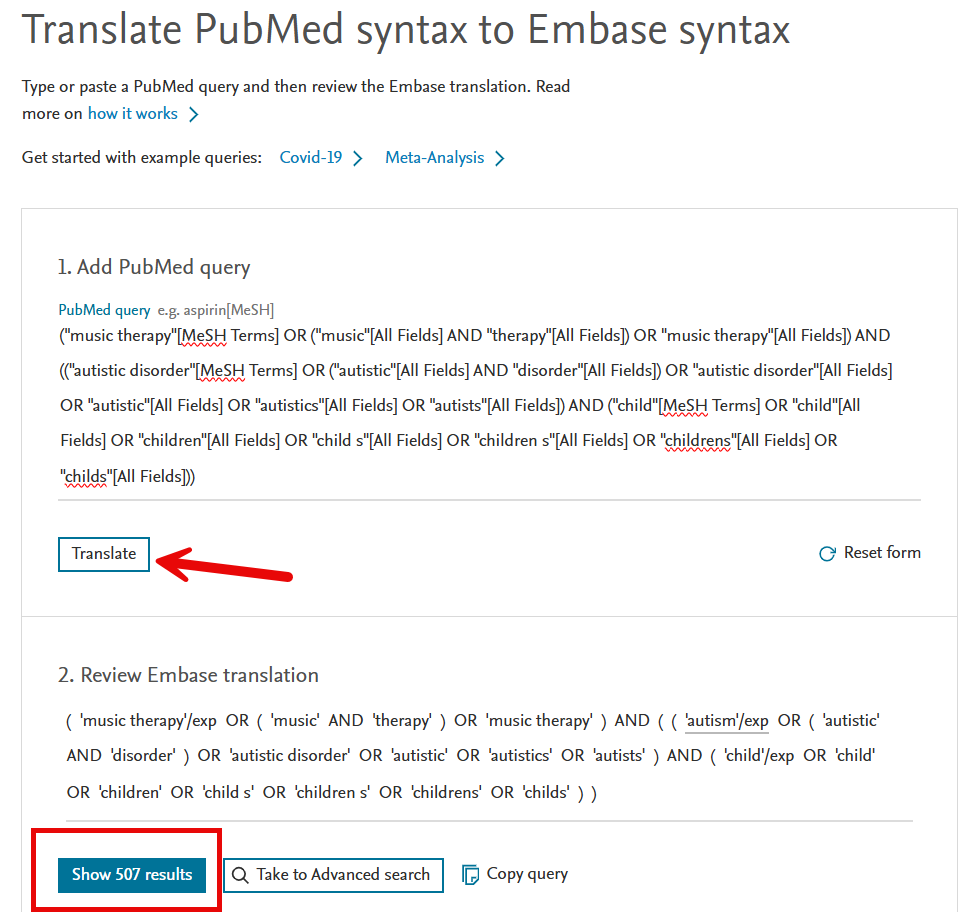 Translate PubMed syntax to Embase syntax
Type or paste a PubMed query and then review the Embase translation. Read
more on how it works
Get started with example queries: Covid-19 Meta-Analysis
1. Add PubMed query
PubMed query e.g. aspirin[MeSH]
("music therapy"[MeSH Terms] OR ("music"[All Fields] AND "therapy"[All Fields]) OR "music therapy"[All Fields]) AND
(("autistic disorder"[MeSH Terms] OR ("autistic"[All Fields] AND "disorder"[All Fields]) OR "autistic disorder"[All Fields]
OR "autistic"[All Fields] OR "autistics"[All Fields] OR "autists"[All Fields]) AND ("child"[MeSH Terms] OR "child"[All
Fields] OR "children"[All Fields] OR "child s"[All Fields] OR "children s"[All Fields] OR "childrens"[All Fields] OR
"childs"[All Fields]))
Translate
Reset form
2. Review Embase translation
( 'music therapy'/exp OR ( 'music' AND 'therapy' ) OR 'music therapy' ) AND ( ( 'autism'/exp OR ( 'autistic'
AND 'disorder' ) OR 'autistic disorder' OR 'autistic' OR 'autistics' OR 'autists' ) AND ( 'child'/exp OR 'child'
OR 'children' OR 'child s' OR 'children s' OR 'childrens' OR 'childs' ) )
Show 507 results Take to Advanced search Copy query